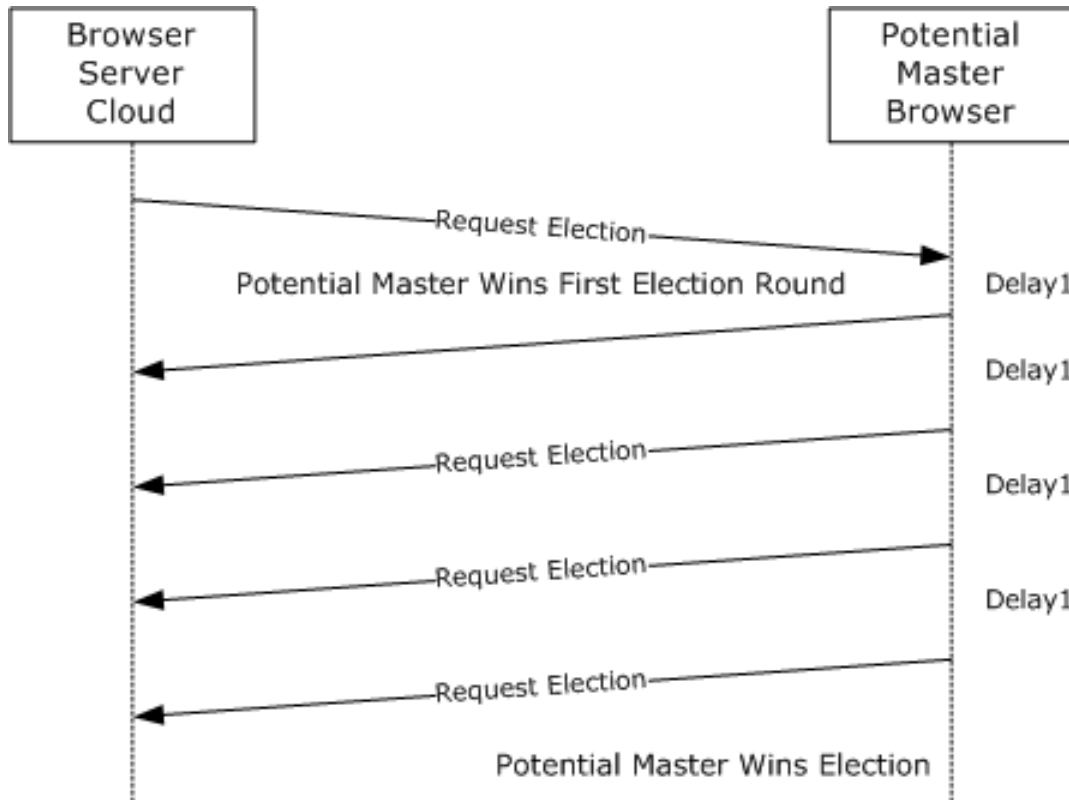 Browser
Server
Cloud
Potential
Master
Browser
Request Election
Potential Master Wins First Election Round
Delay1
Delay1
Request Election
Delay1
Request Election
Delay1
Request Election
Potential Master Wins Election